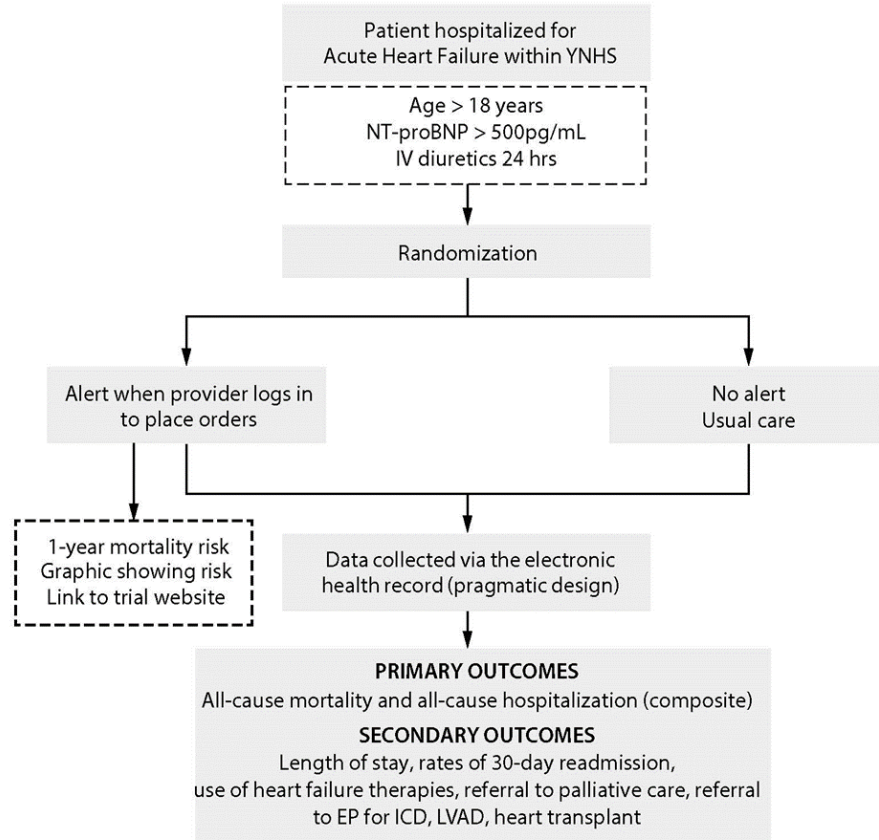 Patient hospitalized for
Acute Heart Failure within YNHS
Age > 18 years
NT-proBNP > 500pg/mL
IV diuretics 24 hrs
Randomization
Alert when provider logs in
to place orders
No alert
Usual care
1-year mortality risk
Graphic showing risk
Link to trial website
Data collected via the electronic
health record (pragmatic design)
PRIMARY OUTCOMES
All-cause mortality and all-cause hospitalization (composite)
SECONDARY OUTCOMES
Length of stay, rates of 30-day readmission,
use of heart failure therapies, referral to palliative care, referral
to EP for ICD, LVAD, heart transplant